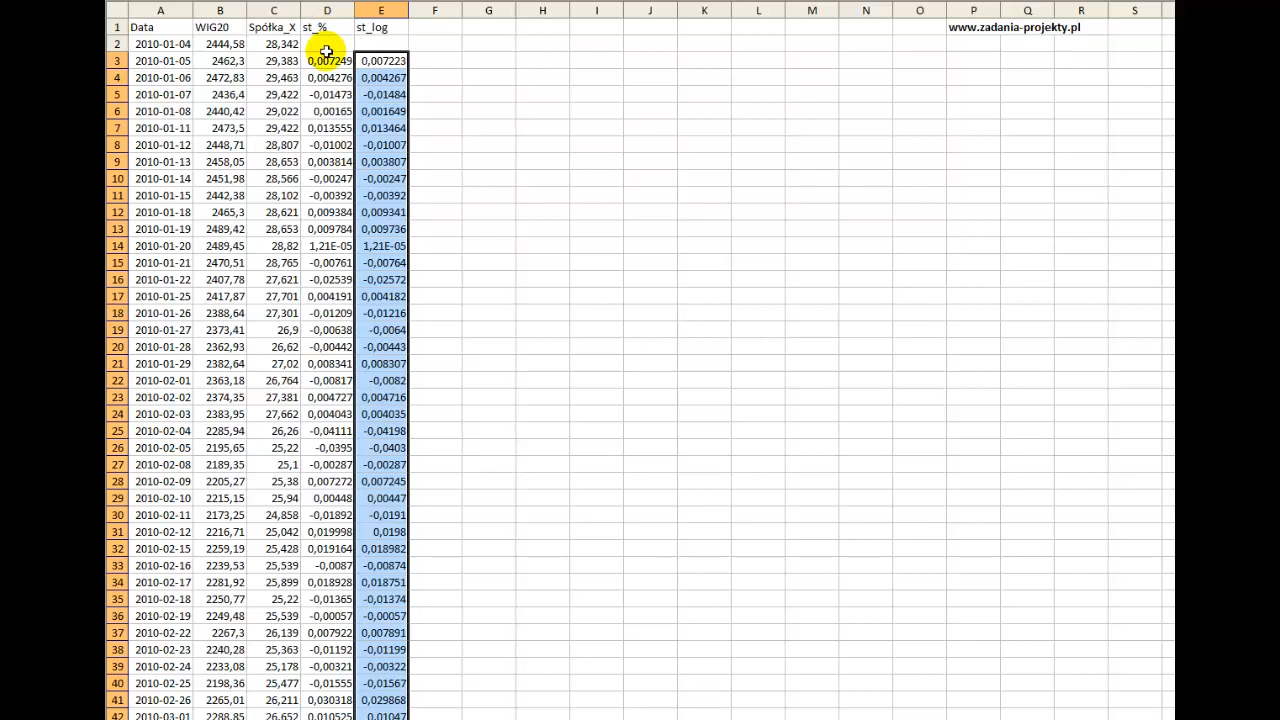 A B C D E F G H I J K L M N O P Q R S
1 Data WIG20 Spółka_X st_% st_log www.zadania-projekty.pl
2 2010-01-04 2444,58 28,342
3 2010-01-05 2462,3 29,383 0,007249 0,007223
4 2010-01-06 2472,83 29,463 0,004276 0,004267
5 2010-01-07 2436,4 29,422 -0,01473 -0,01484
6 2010-01-08 2440,42 29,022 0,00165 0,001649
7 2010-01-11 2473,5 29,422 0,013555 0,013464
8 2010-01-12 2448,71 28,807 -0,01002 -0,01007
9 2010-01-13 2458,05 28,653 0,003814 0,003807
10 2010-01-14 2451,98 28,566 -0,00247 -0,00247
11 2010-01-15 2442,38 28,102 -0,00392 -0,00392
12 2010-01-18 2465,3 28,621 0,009384 0,009341
13 2010-01-19 2489,42 28,653 0,009784 0,009736
14 2010-01-20 2489,45 28,82 1,21E-05 1,21E-05
15 2010-01-21 2470,51 28,765 -0,00761 -0,00764
16 2010-01-22 2407,78 27,621 -0,02539 -0,02572
17 2010-01-25 2417,87 27,701 0,004191 0,004182
18 2010-01-26 2388,64 27,301 -0,01209 -0,01216
19 2010-01-27 2373,41 26,9 -0,00638 -0,0064
20 2010-01-28 2362,93 26,62 -0,00442 -0,00443
21 2010-01-29 2382,64 27,02 0,008341 0,008307
22 2010-02-01 2363,18 26,764 -0,00817 -0,0082
23 2010-02-02 2374,35 27,381 0,004727 0,004716
24 2010-02-03 2383,95 27,662 0,004043 0,004035
25 2010-02-04 2285,94 26,26 -0,04111 -0,04198
26 2010-02-05 2195,65 25,22 -0,0395 -0,0403
27 2010-02-08 2189,35 25,1 -0,00287 -0,00287
28 2010-02-09 2205,27 25,38 0,007272 0,007245
29 2010-02-10 2215,15 25,94 0,00448 0,00447
30 2010-02-11 2173,25 24,858 -0,01892 -0,0191
31 2010-02-12 2216,71 25,042 0,019998 0,0198
32 2010-02-15 2259,19 25,428 0,019164 0,018982
33 2010-02-16 2239,53 25,539 -0,0087 -0,00874
34 2010-02-17 2281,92 25,899 0,018928 0,018751
35 2010-02-18 2250,77 25,22 -0,01365 -0,01374
36 2010-02-19 2249,48 25,539 -0,00057 -0,00057
37 2010-02-22 2267,3 26,139 0,007922 0,007891
38 2010-02-23 2240,28 25,363 -0,01192 -0,01199
39 2010-02-24 2233,08 25,178 -0,00321 -0,00322
40 2010-02-25 2198,36 25,477 -0,01555 -0,01567
41 2010-02-26 2265,01 26,211 0,030318 0,029868
42 2010-03-01 2288,85 26,652 0,010525 0,01047